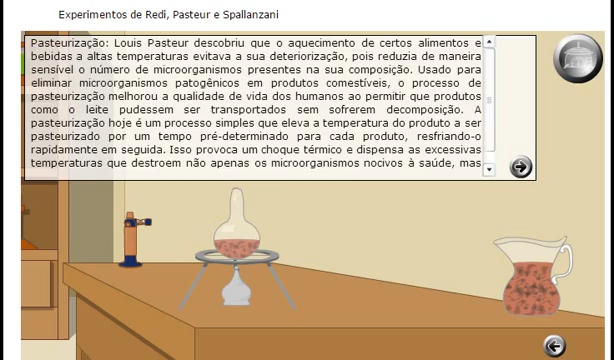 Experimentos de Redi, Pasteur e Spallanzani
Pasteurização: Louis Pasteur descobriu que o aquecimento de certos alimentos e
bebidas a altas temperaturas evitava a sua deterioração, pois reduzia de maneira
sensível o número de microorganismos presentes na sua composição. Usado para
eliminar microorganismos patogênicos em produtos comestíveis, o processo de
pasteurização melhorou a qualidade de vida dos humanos ao permitir que produtos
como o leite pudessem ser transportados sem sofrerem decomposição. A
pasteurização hoje é um processo simples que eleva a temperatura do produto a ser
pasteurizado por um tempo pré-determinado para cada produto, resfriando-o
rapidamente em seguida. Isso provoca um choque térmico e dispensa as excessivas
temperaturas que destroem não apenas os microorganismos nocivos à saúde, mas